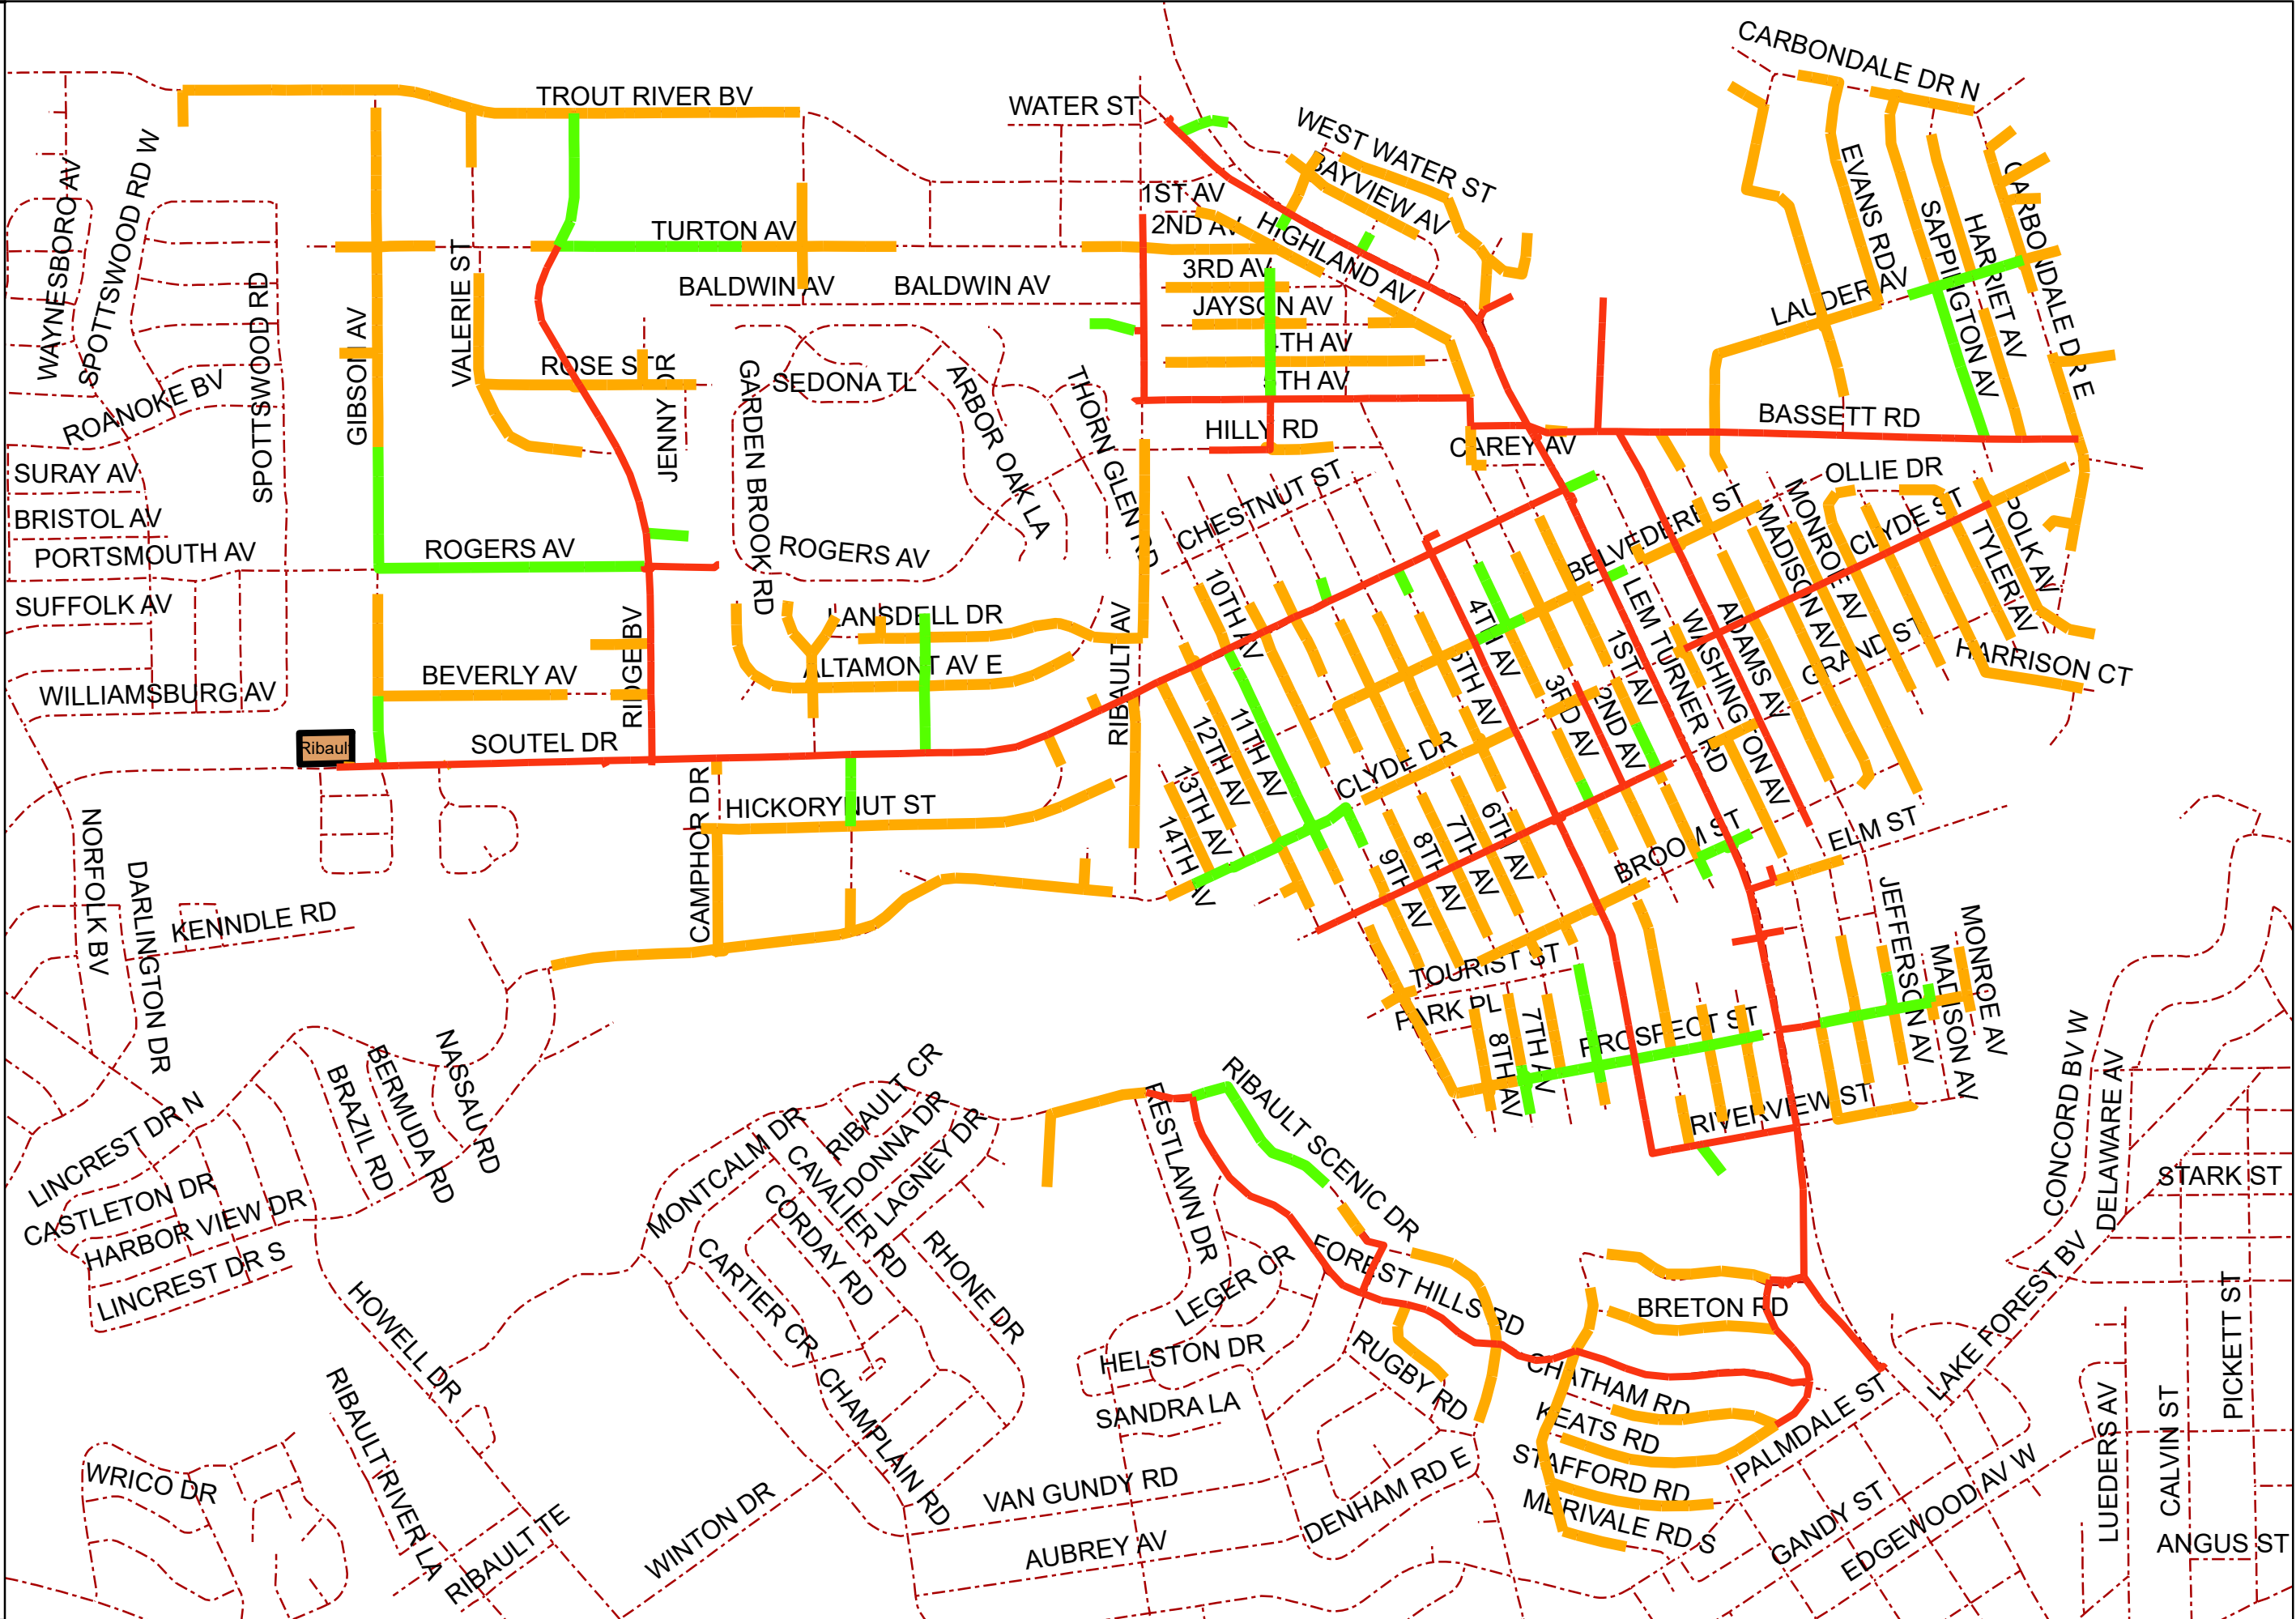 CARBONDALE DR N
TROUT RIVER BV
WATER ST
WEST WATER ST
BAYVIEW AV
EVANS RD
SAPPINGTON AV
HARRIET AV
CARBONDALE DR E
WAYNESBORO AV
SPOTTSWOOD RD W
1ST AV
2ND AV
HIGHLAND AV
TURTON AV
VALERIE ST
SPOTTSWOOD RD
BALDWIN AV
BALDWIN AV
3RD AV
JAYSON AV
4TH AV
5TH AV
LAUDER AV
GIBSON AV
ROSE ST
JENNY DR
GARDEN BROOK RD
SEDONA TL
ARBOR OAK LA
THORN GLEN RD
ROANOKE BV
BASSETT RD
HILLY RD
CAREY AV
SURAY AV
BRISTOL AV
PORTSMOUTH AV
SUFFOLK AV
WILLIAMSBURG AV
CHESTNUT ST
OLLIE DR
BELVEDERE ST
MADISON AV
MONROE AV
CLYDE ST
POLK AV
TYLER AV
ROGERS AV
ROGERS AV
LANSDELL DR
ALTAMONT AV E
RIBAULT AV
BEVERLY AV
RIDGE BV
10TH AV
11TH AV
12TH AV
13TH AV
14TH AV
4TH AV
5TH AV
3RD AV
2ND AV
1ST AV
LEM TURNER RD
WASHINGTON AV
ADAMS AV
GRAND ST
HARRISON CT
Ribault
SOUTEL DR
CLYDE DR
HICKORYNUT ST
CAMPHOR DR
6TH AV
7TH AV
8TH AV
9TH AV
BROOM ST
ELM ST
NORFOLK BV
DARLINGTON DR
KENNDLE RD
TOURIST ST
PARK PL
8TH AV
7TH AV
PROSPECT ST
JEFFERSON AV
MADISON AV
MONROE AV
RIVERVIEW ST
NASSAU RD
BERMUDA RD
BRAZIL RD
LINCREST DR N
CASTLETON DR
HARBOR VIEW DR
LINCREST DR S
RIBAULT CR
DONNA DR
LAGNEY DR
MONTCALM DR
CAVALIER RD
CORDAY RD
CARTIER CR
RHONE DR
CHAMPLAIN RD
RESTLAWN DR
RIBAULT SCENIC DR
LEGER CR
FOREST HILLS RD
HELSTON DR
SANDRA LA
RUGBY RD
BRETON RD
CHATHAM RD
KEATS RD
STAFFORD RD
MERIVALE RD S
PALMDALE ST
GANDY ST
EDGEWOOD AV W
LAKE FOREST BV
CONCORD BV W
DELAWARE AV
STARK ST
PICKETT ST
CALVIN ST
LUEDERS AV
ANGUS ST
HOWELL DR
RIBAULT RIVER LA
RIBAULT TE
WRICO DR
WINTON DR
VAN GUNDY RD
AUBREY AV
DENHAM RD E